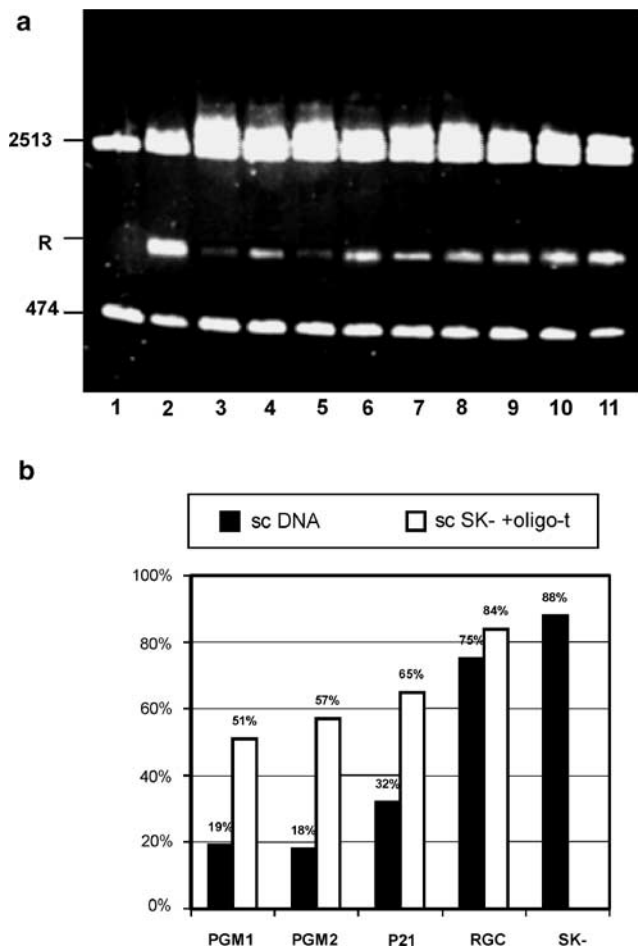 a
2513
R
474
1 2 3 4 5 6 7 8 9 10 11
b
sc DNA sc SK- +oligo-t
100%
80%
60%
40%
20%
0%
19% 51% 18% 57% 32% 65% 75% 84% 88%
PGM1 PGM2 P21 RGC SK-